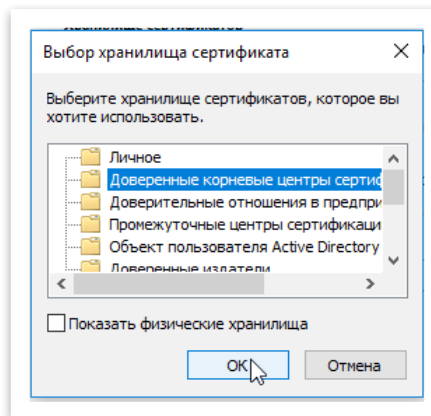 Выбор хранилища сертификата
Выберите хранилище сертификатов, которое вы
хотите использовать.
Личное
Доверенные корневые центры сертиф
Доверительные отношения в предпри
Промежуточные центры сертификаци
Объект пользователя Active Directory
Доверенные издатели
Показать физические хранилища
ОК
Отмена